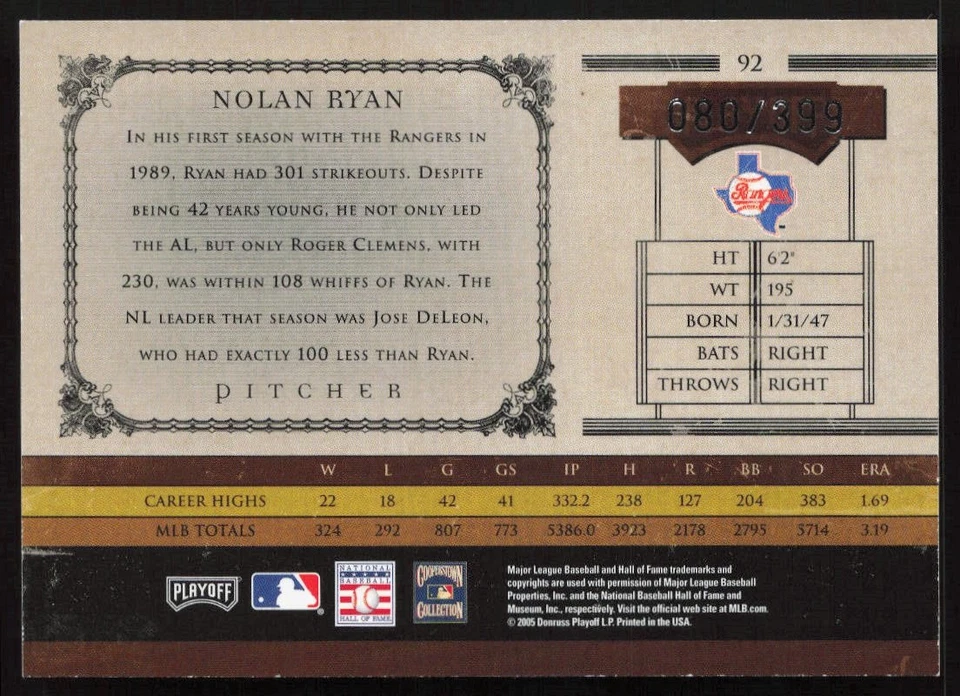 NOLAN RYAN
IN HIS FIRST SEASON WITH THE RANGERS IN
1989, RYAN HAD 301 STRIKEOUTS. DESPITE
BEING 42 YEARS YOUNG, HE NOT ONLY LED
THE AL, BUT ONLY ROGER CLEMENS, WITH
230, WAS WITHIN 108 WHIFFS OF RYAN. THE
NL LEADER THAT SEASON WAS JOSE DELEON,
WHO HAD EXACTLY 100 LESS THAN RYAN.
PITCHER
92
080/399
Rangers
HT 6'2"
WT 195
BORN 1/31/47
BATS RIGHT
THROWS RIGHT
W L G GS IP H R BB SO ERA
CAREER HIGHS 22 18 42 41 332.2 238 127 204 383 1.69
MLB TOTALS 324 292 807 773 5386.0 3923 2178 2795 5714 3.19
PLAYOFF
NATIONAL
BASEBALL
HALL OF FAME
COOPERSTOWN
COLLECTION
Major League Baseball and Hall of Fame trademarks and
copyrights are used with permission of Major League Baseball
Properties, Inc. and the National Baseball Hall of Fame and
Museum, Inc., respectively. Visit the official web site at MLB.com.
© 2005 Donruss Playoff L.P. Printed in the USA.